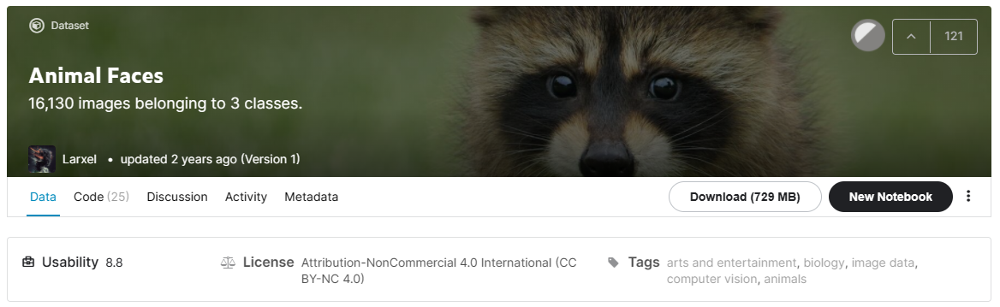 Dataset
121
Animal Faces
16,130 images belonging to 3 classes.
Larxel • updated 2 years ago (Version 1)
Data Code (25) Discussion Activity Metadata Download (729 MB) New Notebook
Usability 8.8 License Attribution-NonCommercial 4.0 International (CC
BY-NC 4.0)
Tags arts and entertainment, biology, image data,
computer vision, animals